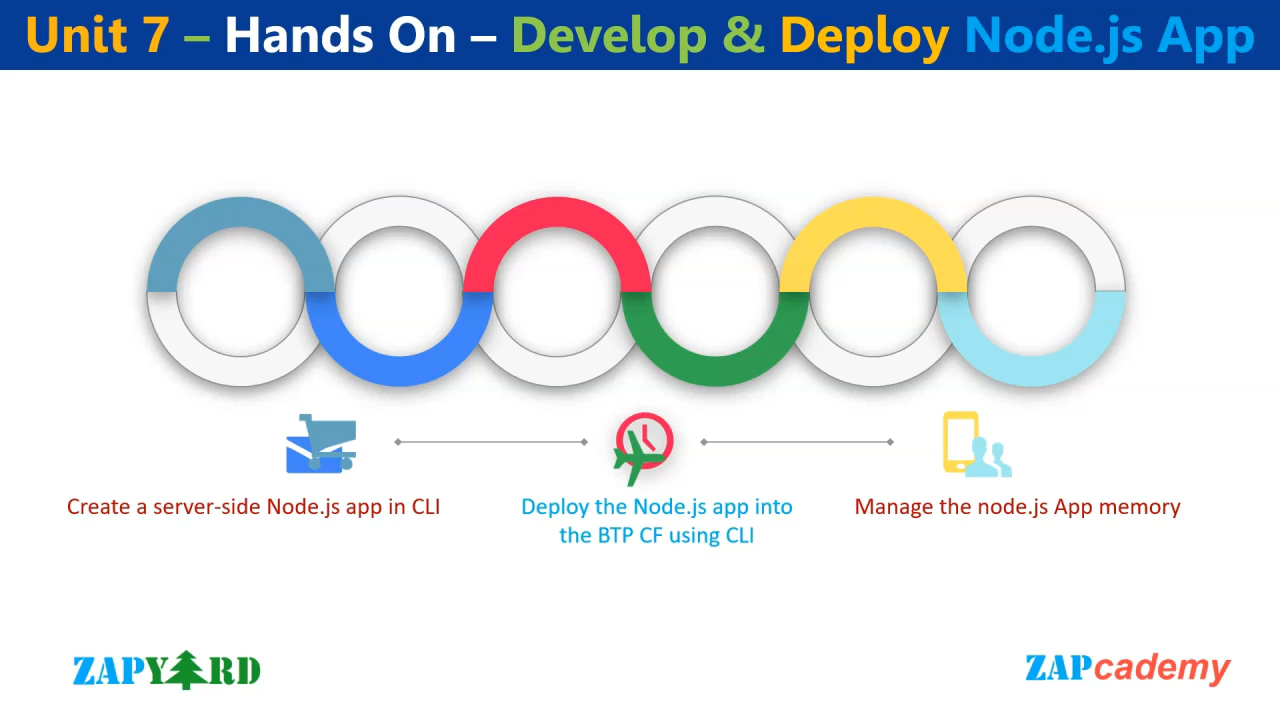 Unit 7 – Hands On – Develop & Deploy Node.js App
Create a server-side Node.js app in CLI
Deploy the Node.js app into
the BTP CF using CLI
Manage the node.js App memory
ZAPYARD
ZAPcademy